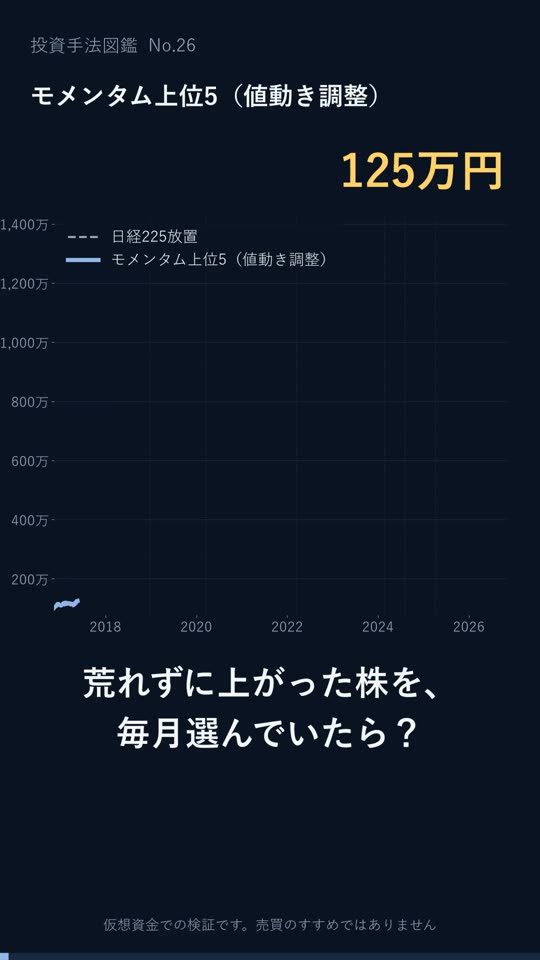 投資手法図鑑 No.26
モメンタム上位5（値動き調整）
125万円
1,400万
日経225放置
モメンタム上位5（値動き調整）
1,200万
1,000万
800万
600万
400万
200万
2018 2020 2022 2024 2026
荒れずに上がった株を、
毎月選んでいたら？
仮想資金での検証です。売買のすすめではありません